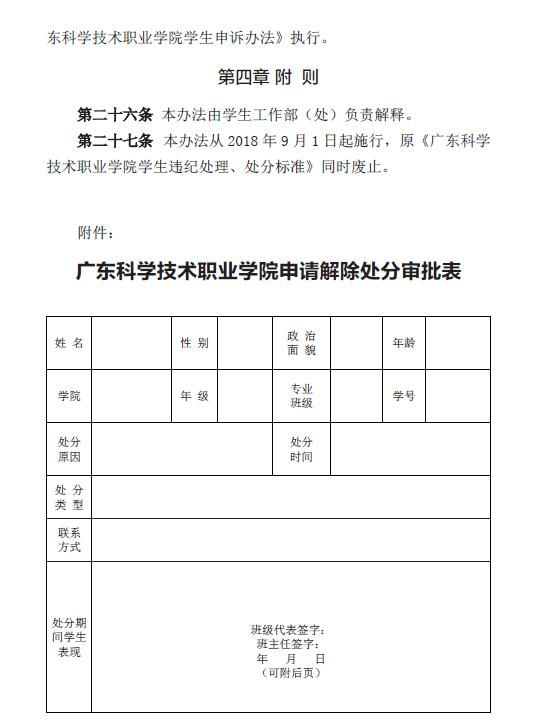 东科学技术职业学院学生申诉办法》执行。
第四章 附 则
第二十六条 本办法由学生工作部（处）负责解释。
第二十七条 本办法从 2018 年 9 月 1 日起施行，原《广东科学
技术职业学院学生违纪处理、处分标准》同时废止。
附件：
广东科学技术职业学院申请解除处分审批表
姓 名 性 别 政 治 年龄
面 貌
学院 年 级 专业 学号
班级
处分 处分
原因 时间
处 分
类 型
联系
方式
处分期
间学生
表现
班级代表签字：
班主任签字：
年 月 日
（可附后页）